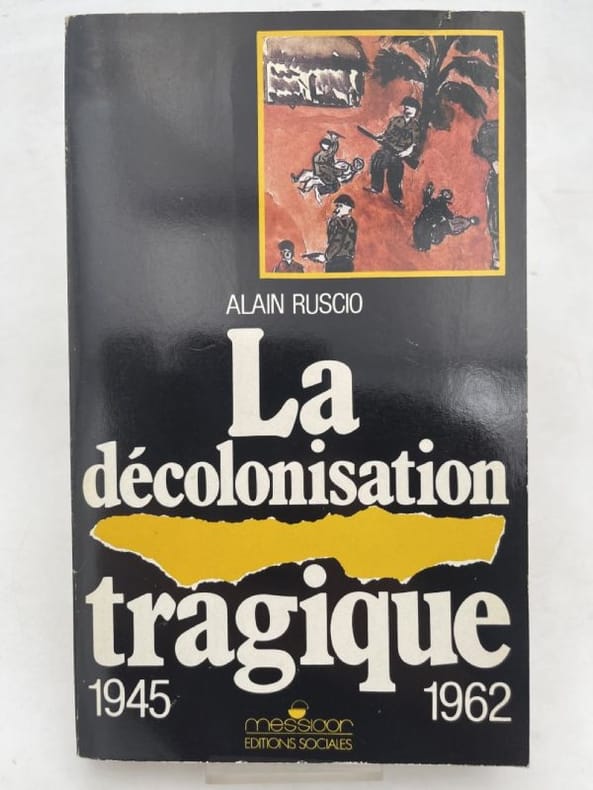 ALAIN RUSCIO
La
décolonisation
tragique
1945 1962
messidor
EDITIONS SOCIALES